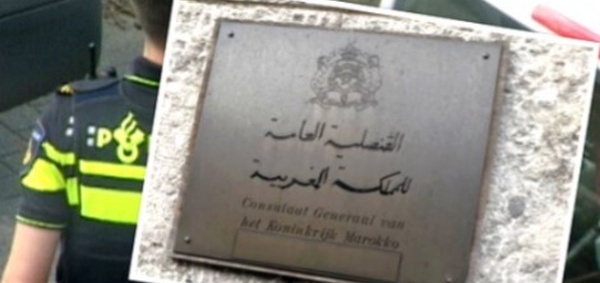 القنصلية العامة
للمملكة المغربية
Consulaat Generaal van
het Koninkrijk Marokko